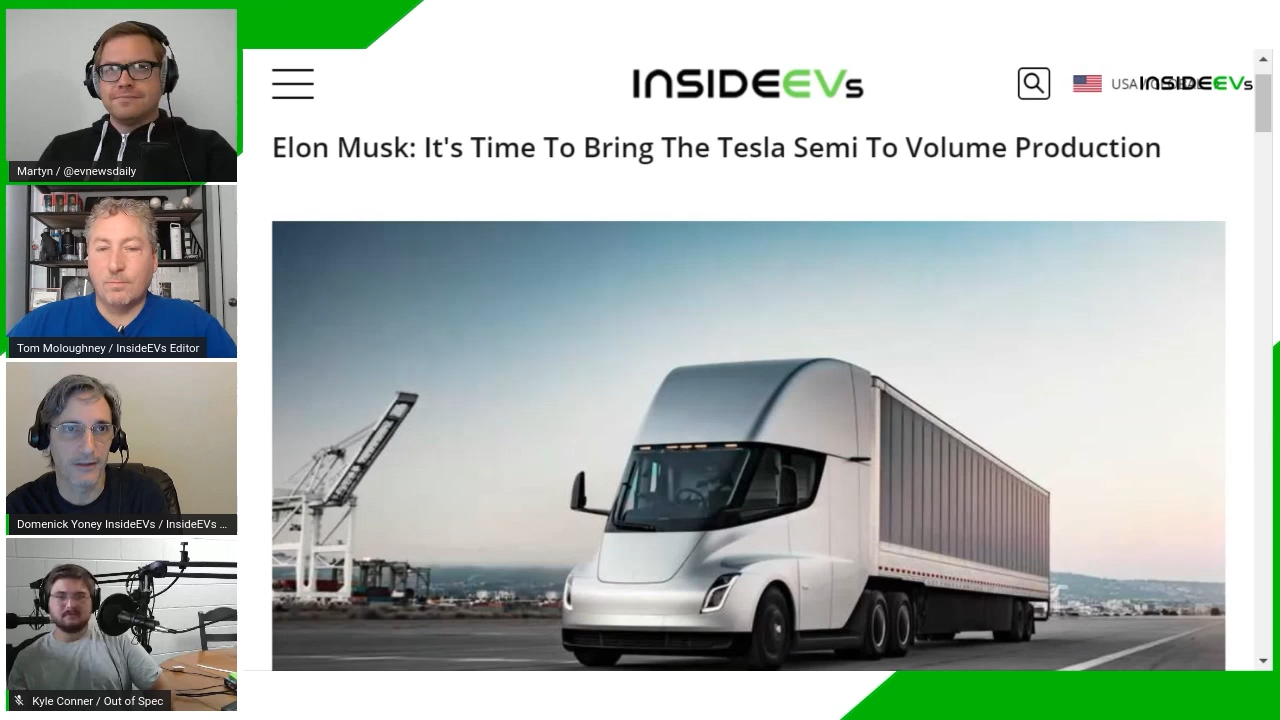 Martyn / @evnewsdaily
Tom Moloughney / InsideEVs Editor
Domenick Yoney InsideEVs / InsideEVs ...
Kyle Conner / Out of Spec
INSIDEEVs
USA
INSIDEEVs
Elon Musk: It's Time To Bring The Tesla Semi To Volume Production